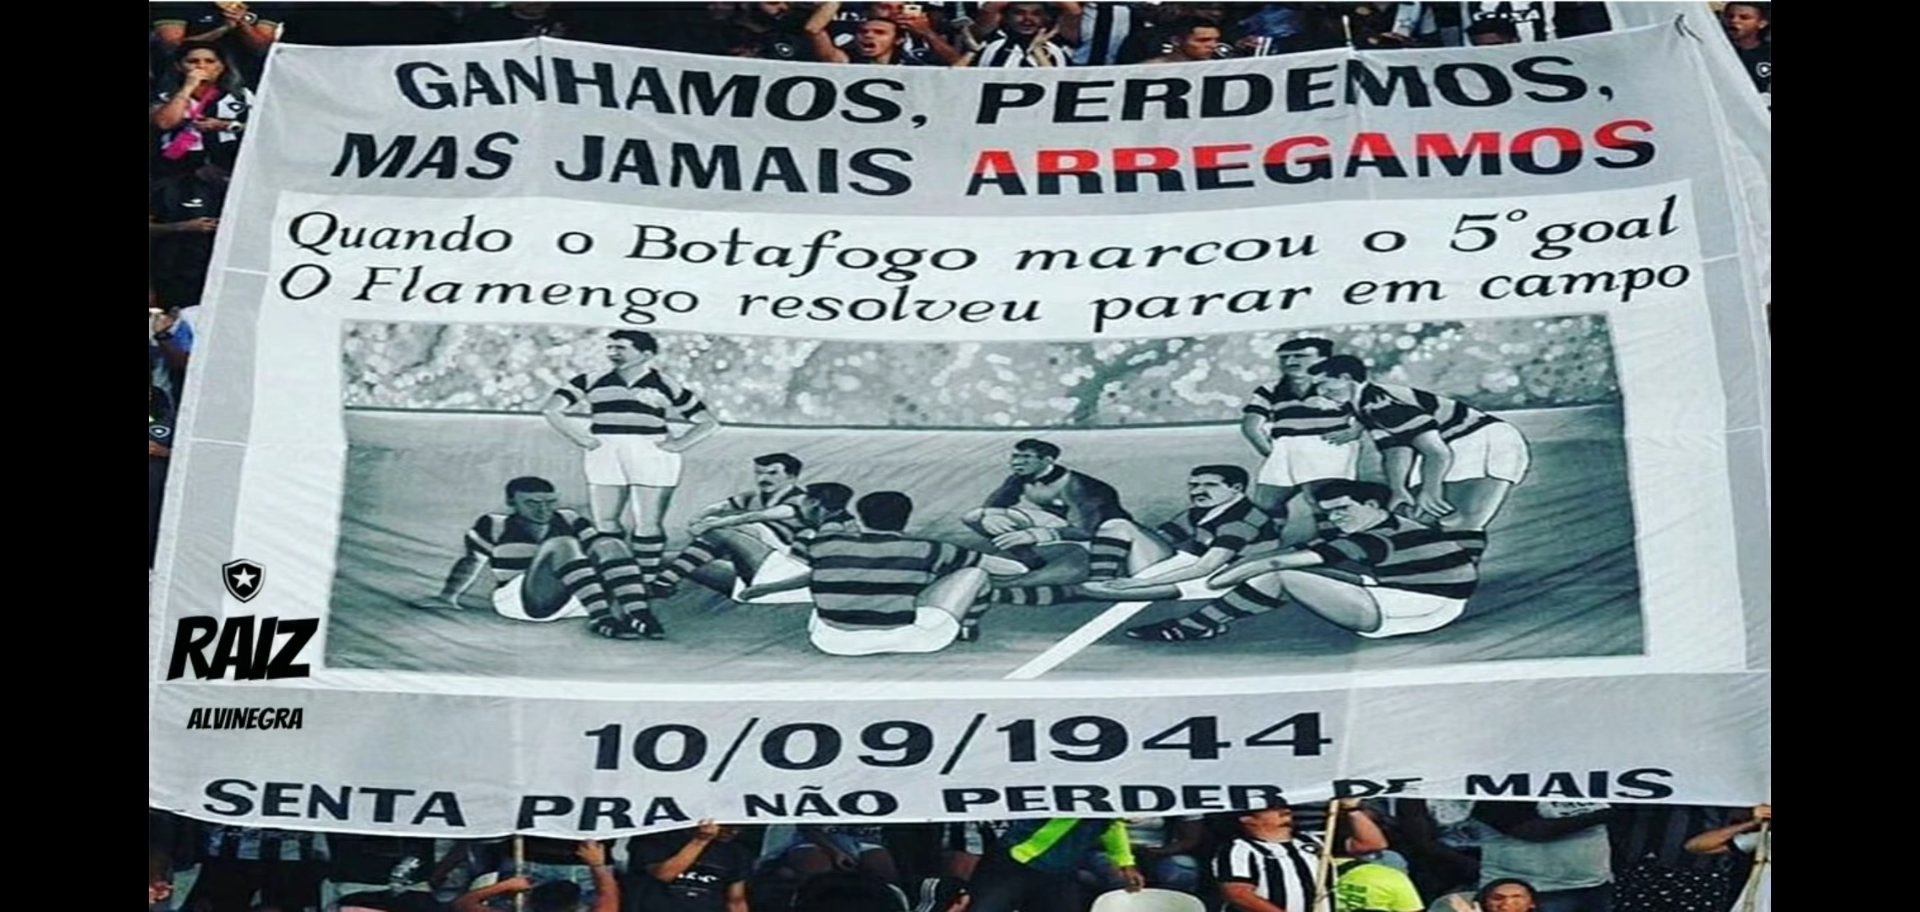 GANHAMOS, PERDEMOS,
MAS JAMAIS ARREGAMOS
Quando o Botafogo marcou o 5° goal
O Flamengo resolveu parar em campo
RAIZ
ALVINEGRA
10/09/1944
SENTA PRA NÃO PERDER DE MAIS